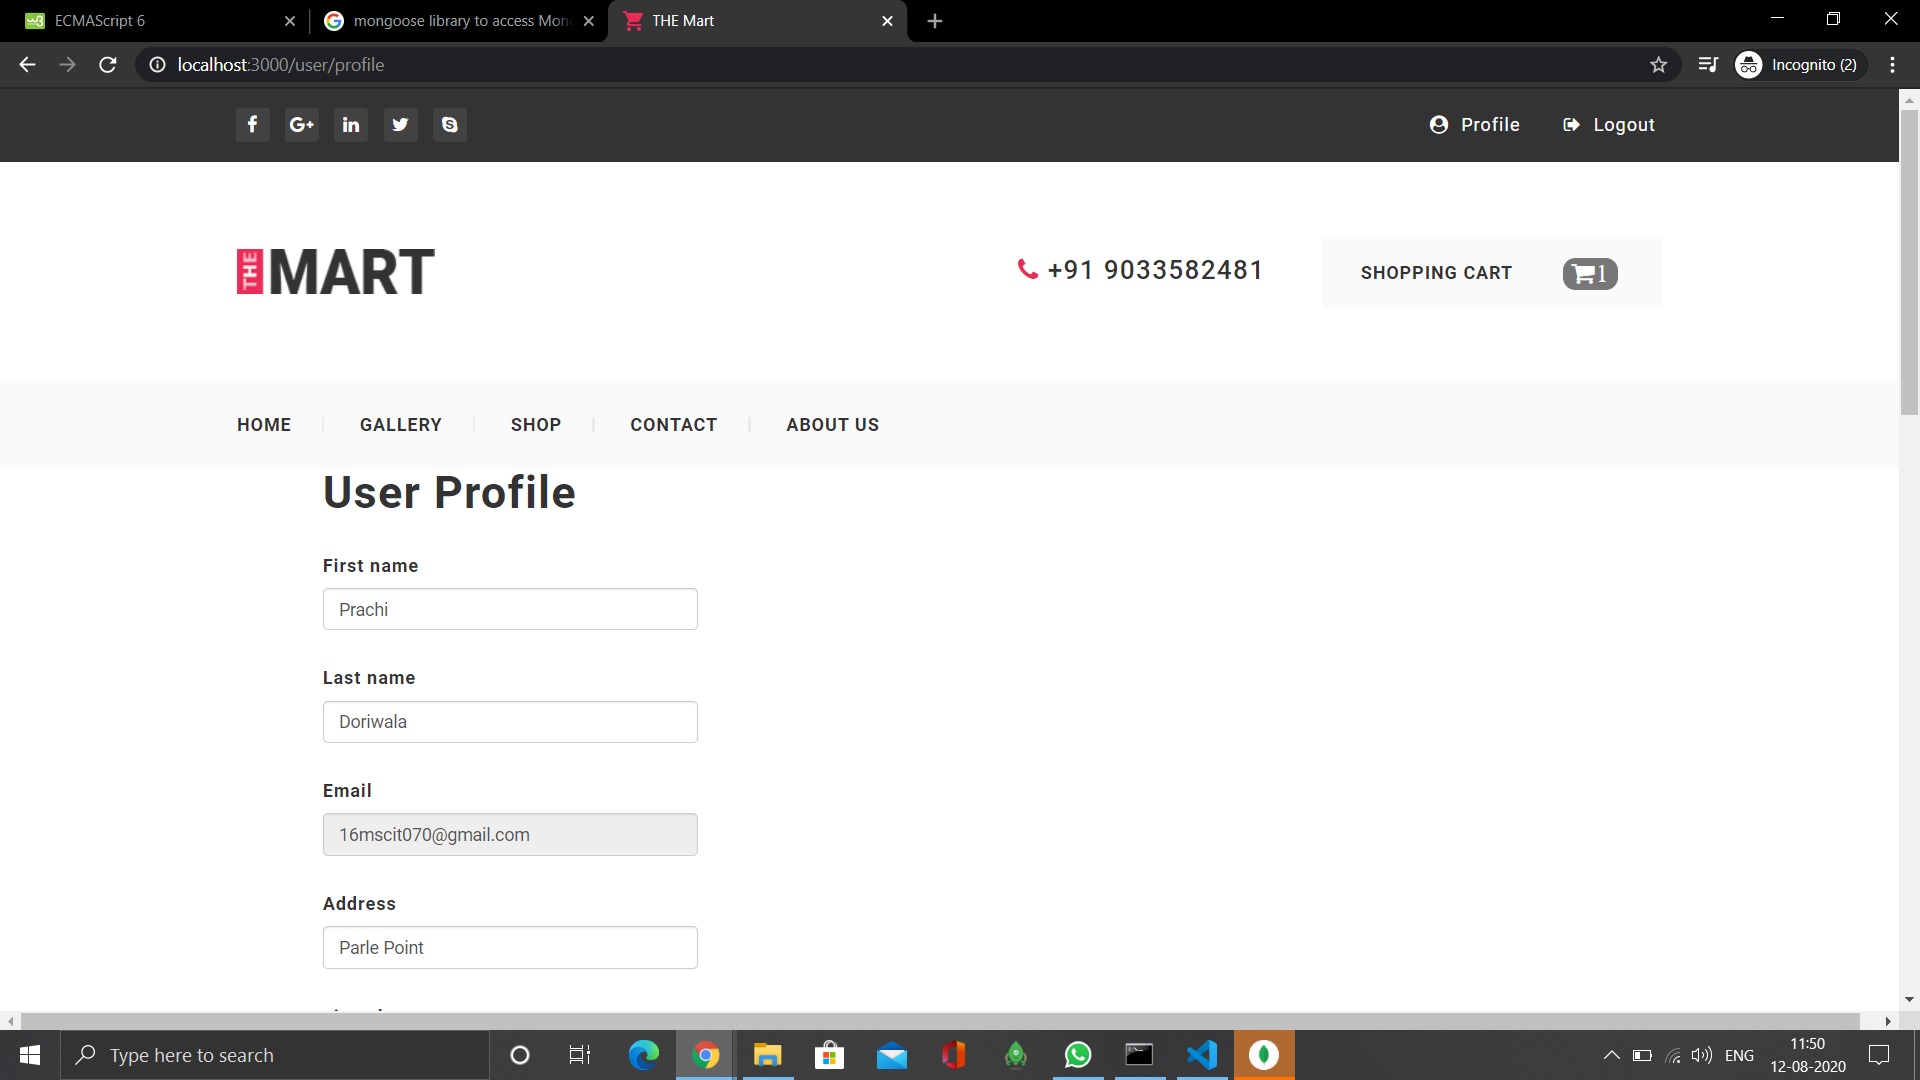 ECMAScript 6
mongoose library to access Mon
THE Mart
localhost:3000/user/profile
Incognito (2)
Profile
Logout
THE MART
+91 9033582481
SHOPPING CART
1
HOME
GALLERY
SHOP
CONTACT
ABOUT US
User Profile
First name
Prachi
Last name
Doriwala
Email
16mscit070@gmail.com
Address
Parle Point
Type here to search
ENG
11:50
12-08-2020